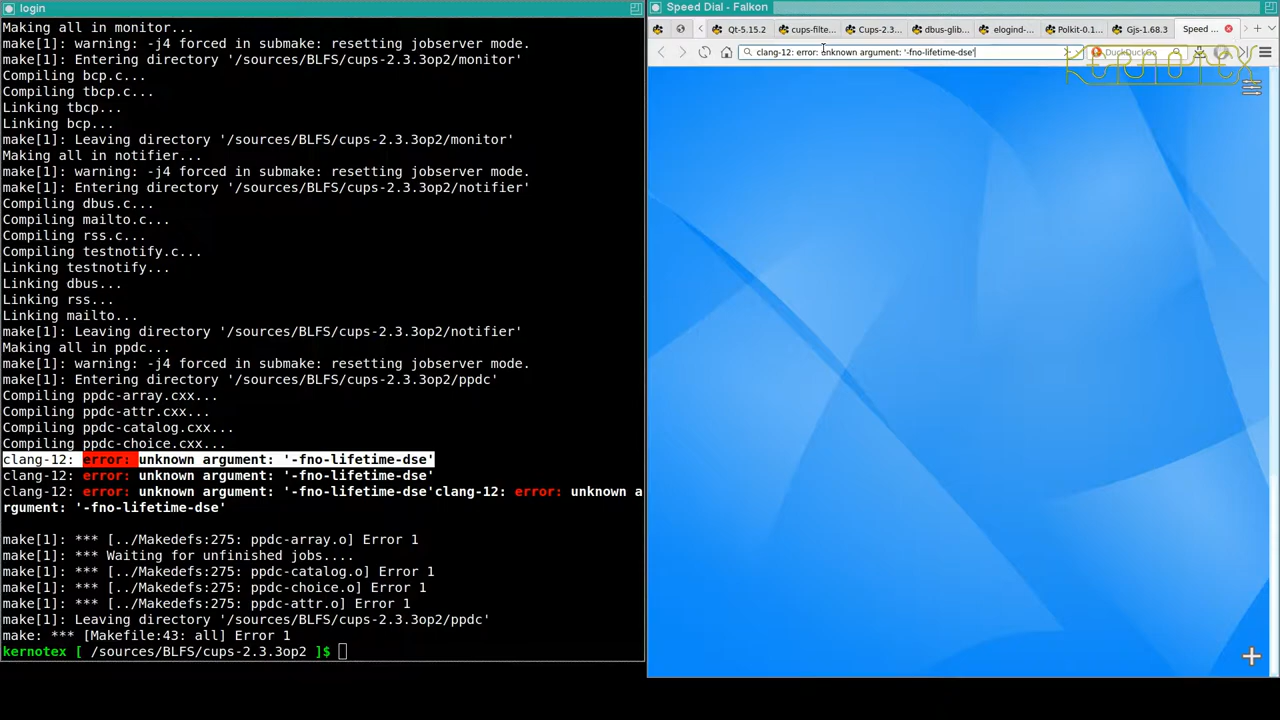 login
Making all in monitor...
make[1]: warning: -j4 forced in submake: resetting jobserver mode.
make[1]: Entering directory '/sources/BLFS/cups-2.3.3op2/monitor'
Compiling bcp.c...
Compiling tbcp.c...
Linking tbcp...
Linking bcp...
make[1]: Leaving directory '/sources/BLFS/cups-2.3.3op2/monitor'
Making all in notifier...
make[1]: warning: -j4 forced in submake: resetting jobserver mode.
make[1]: Entering directory '/sources/BLFS/cups-2.3.3op2/notifier'
Compiling dbus.c...
Compiling mailto.c...
Compiling rss.c...
Compiling testnotify.c...
Linking testnotify...
Linking dbus...
Linking rss...
Linking mailto...
make[1]: Leaving directory '/sources/BLFS/cups-2.3.3op2/notifier'
Making all in ppdc...
make[1]: warning: -j4 forced in submake: resetting jobserver mode.
make[1]: Entering directory '/sources/BLFS/cups-2.3.3op2/ppdc'
Compiling ppdc-array.cxx...
Compiling ppdc-attr.cxx...
Compiling ppdc-catalog.cxx...
Compiling ppdc-choice.cxx...
clang-12: error: unknown argument: '-fno-lifetime-dse'
clang-12: error: unknown argument: '-fno-lifetime-dse'
clang-12: error: unknown argument: '-fno-lifetime-dse'clang-12: error: unknown a
rgument: '-fno-lifetime-dse'
make[1]: *** [../Makedefs:275: ppdc-array.o] Error 1
make[1]: *** Waiting for unfinished jobs....
make[1]: *** [../Makedefs:275: ppdc-catalog.o] Error 1
make[1]: *** [../Makedefs:275: ppdc-choice.o] Error 1
make[1]: *** [../Makedefs:275: ppdc-attr.o] Error 1
make[1]: Leaving directory '/sources/BLFS/cups-2.3.3op2/ppdc'
make: *** [Makefile:43: all] Error 1
kernotex [ /sources/BLFS/cups-2.3.3op2 ]$
Speed Dial - Falkon
Qt-5.15.2 cups-filte... Cups-2.3... dbus-glib... elogind-... Polkit-0.1... Gjs-1.68.3 Speed ...
clang-12: error: unknown argument: '-fno-lifetime-dse' DuckDuckGo
KERNOTEX